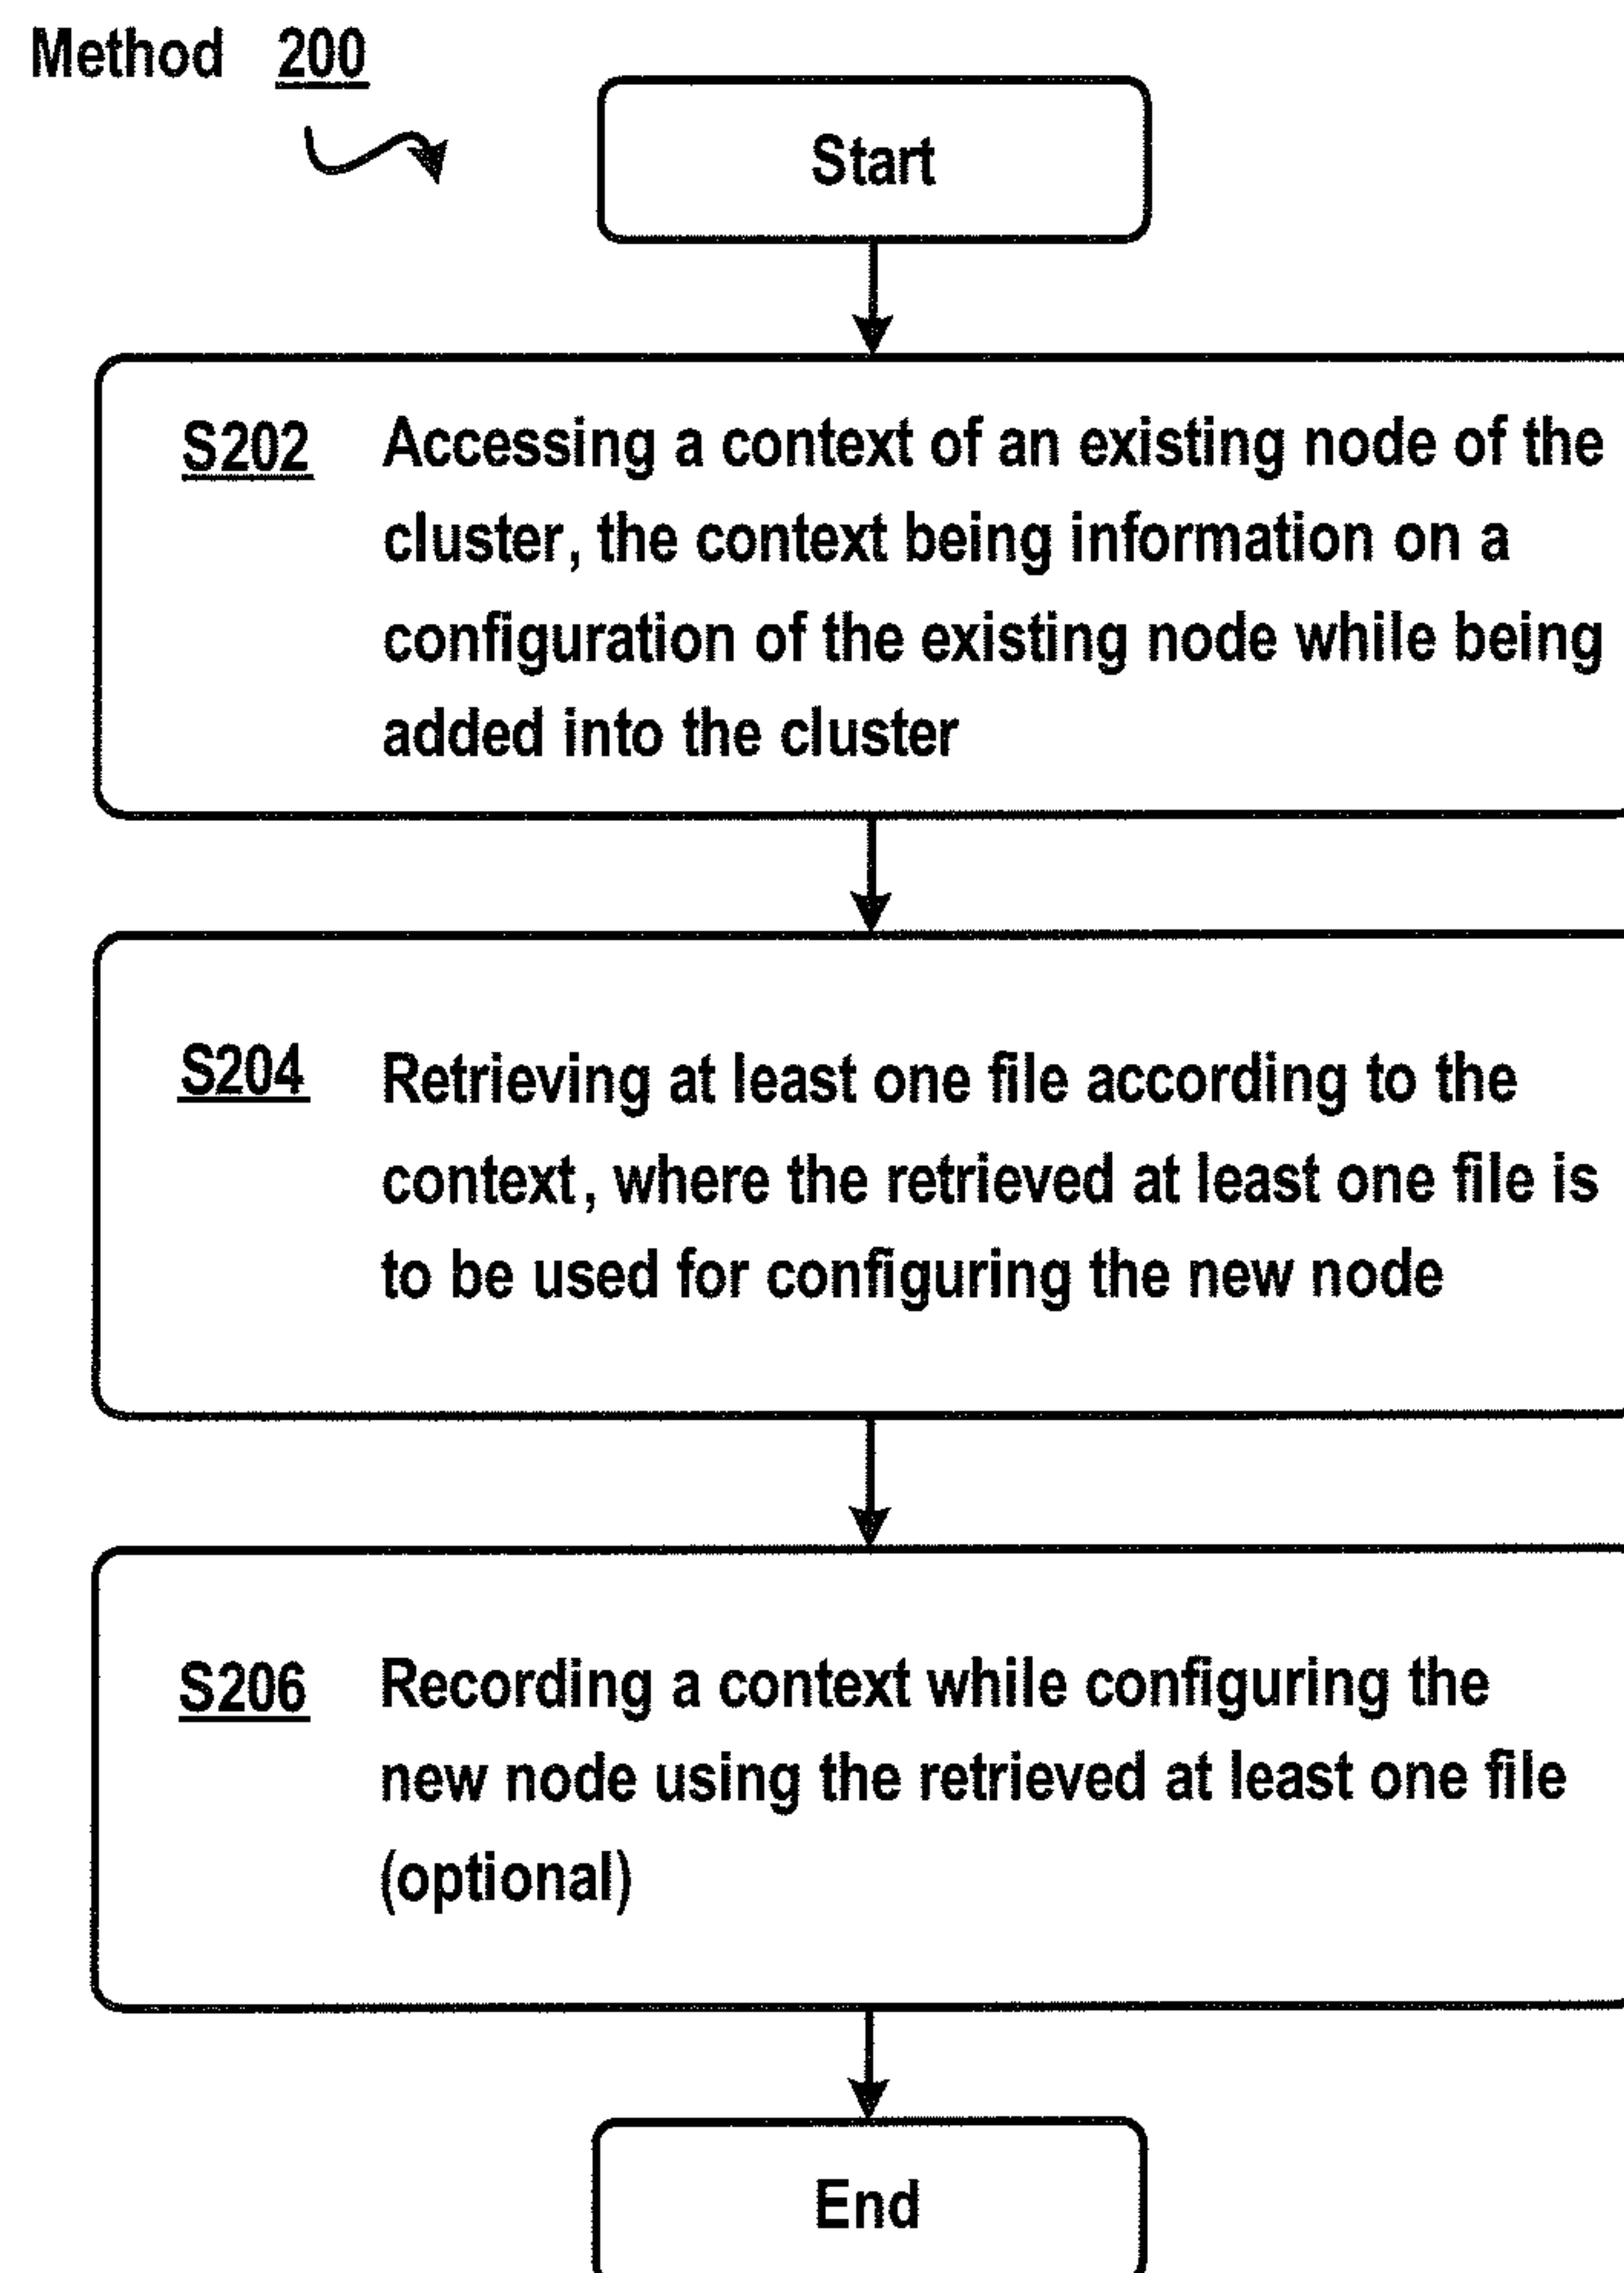 Method 200
Start
S202 Accessing a context of an existing node of the
cluster, the context being information on a
configuration of the existing node while being
added into the cluster
S204 Retrieving at least one file according to the
context, where the retrieved at least one file is
to be used for configuring the new node
S206 Recording a context while configuring the
new node using the retrieved at least one file
(optional)
End